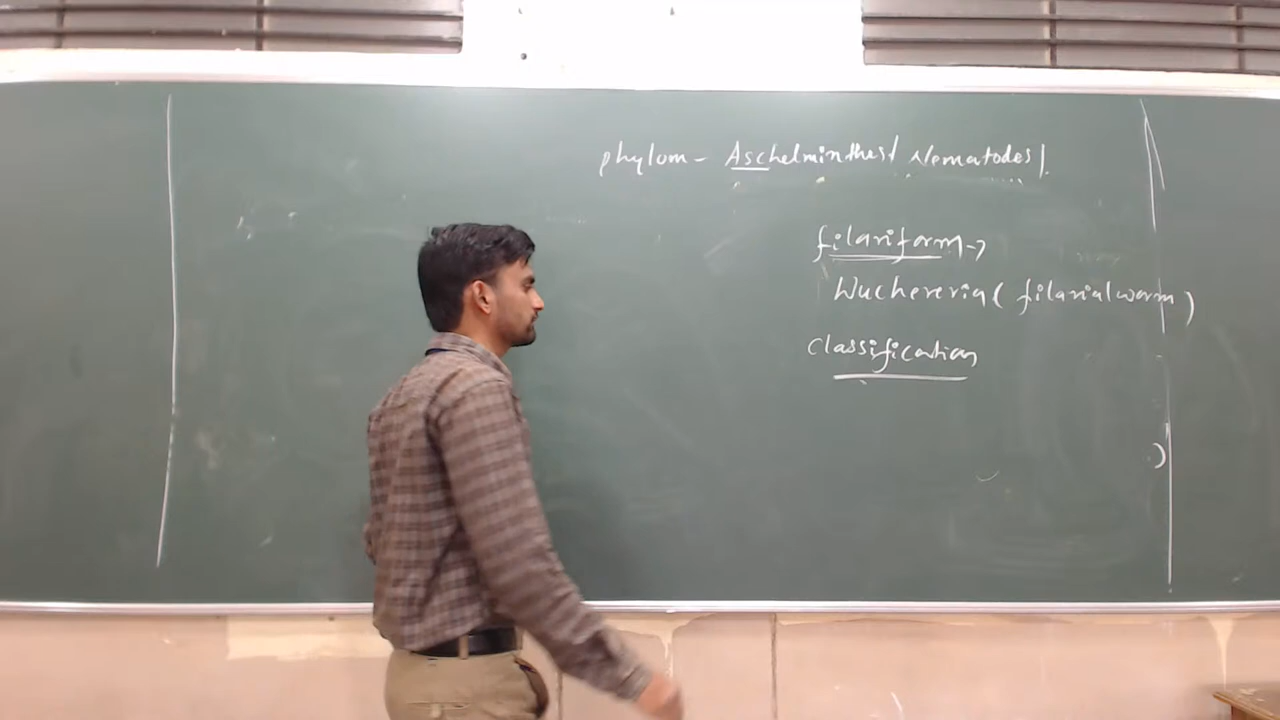 phylum - Aschelminthes/ Nematodes/.
filariform →
Wuchereria ( filarial worm )
Classification